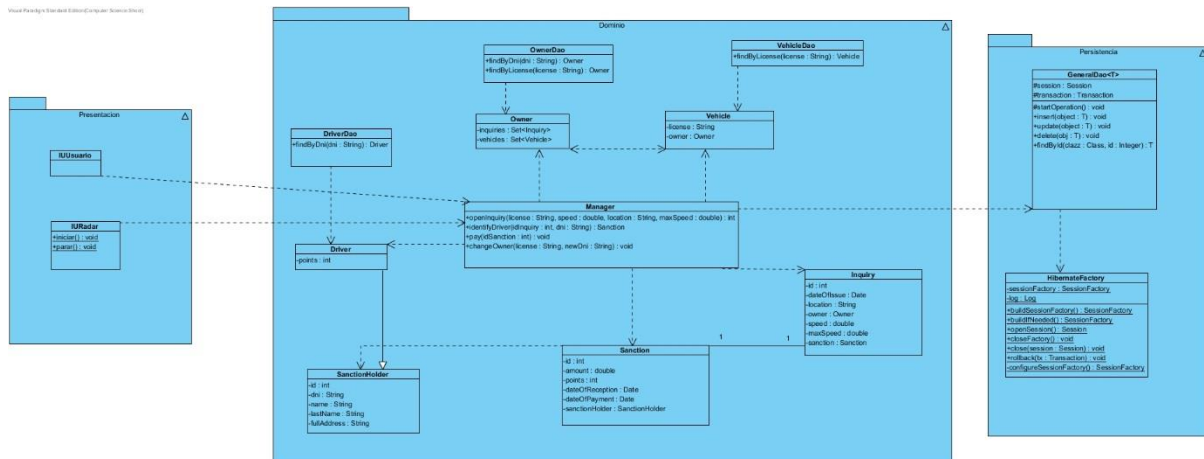 Visual Paradigm Standard Edition(Computer Science Shool)
Presentacion
IUUsuario
IURadar
+iniciar() : void
+parar() : void
Dominio
OwnerDao
+findByDni(dni : String) : Owner
+findByLicense(license : String) : Owner
VehicleDao
+findByLicense(license : String) : Vehicle
DriverDao
+findByDni(dni : String) : Driver
Owner
-inquiries : Set<Inquiry>
-vehicles : Set<Vehicle>
Vehicle
-license : String
-owner : Owner
Manager
+openInquiry(license : String, speed : double, location : String, maxSpeed : double) : int
+identifyDriver(idInquiry : int, dni : String) : Sanction
+pay(idSanction : int) : void
+changeOwner(license : String, newDni : String) : void
Driver
-points : int
Inquiry
-id : int
-dateOfIssue : Date
-location : String
-owner : Owner
-speed : double
-maxSpeed : double
-sanction : Sanction
1
1
Sanction
-id : int
-amount : double
-points : int
-dateOfReception : Date
-dateOfPayment : Date
-sanctionHolder : SanctionHolder
SanctionHolder
-id : int
-dni : String
-name : String
-lastName : String
-fullAddress : String
Persistencia
GeneralDao<T>
#session : Session
#transaction : Transaction
#startOperation() : void
+insert(object : T) : void
+update(object : T) : void
+delete(obj : T) : void
+findById(clazz : Class, id : Integer) : T
HibernateFactory
-sessionFactory : SessionFactory
-log : Log
+buildSessionFactory() : SessionFactory
+buildIfNeeded() : SessionFactory
+openSession() : Session
+closeFactory() : void
+close(session : Session) : void
+rollback(tx : Transaction) : void
-configureSessionFactory() : SessionFactory